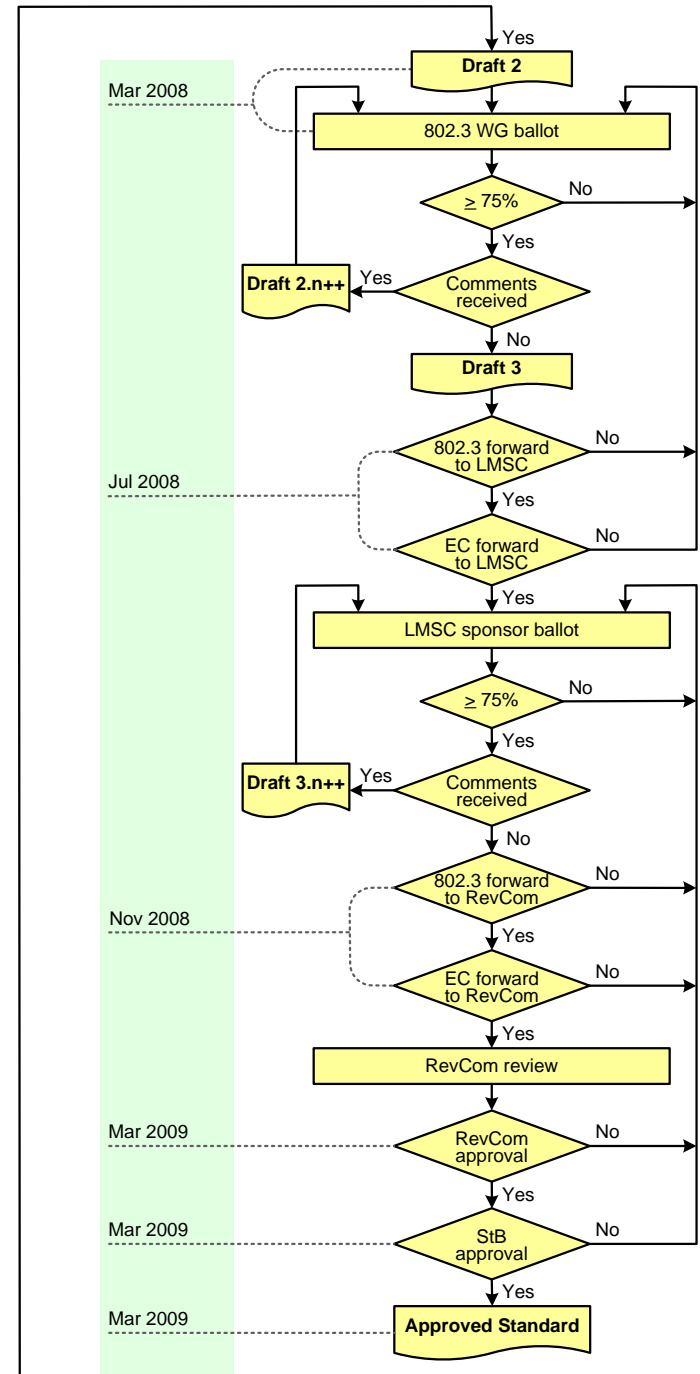 Yes
Draft 2
Mar 2008
802.3 WG ballot
≥ 75%
No
Yes
Draft 2.n++
Yes
Comments
received
No
Draft 3
802.3 forward
to LMSC
No
Jul 2008
Yes
EC forward
to LMSC
No
Yes
LMSC sponsor ballot
≥ 75%
No
Yes
Draft 3.n++
Yes
Comments
received
No
802.3 forward
to RevCom
No
Nov 2008
Yes
EC forward
to RevCom
No
Yes
RevCom review
Mar 2009
RevCom
approval
No
Yes
Mar 2009
StB
approval
No
Yes
Mar 2009
Approved Standard